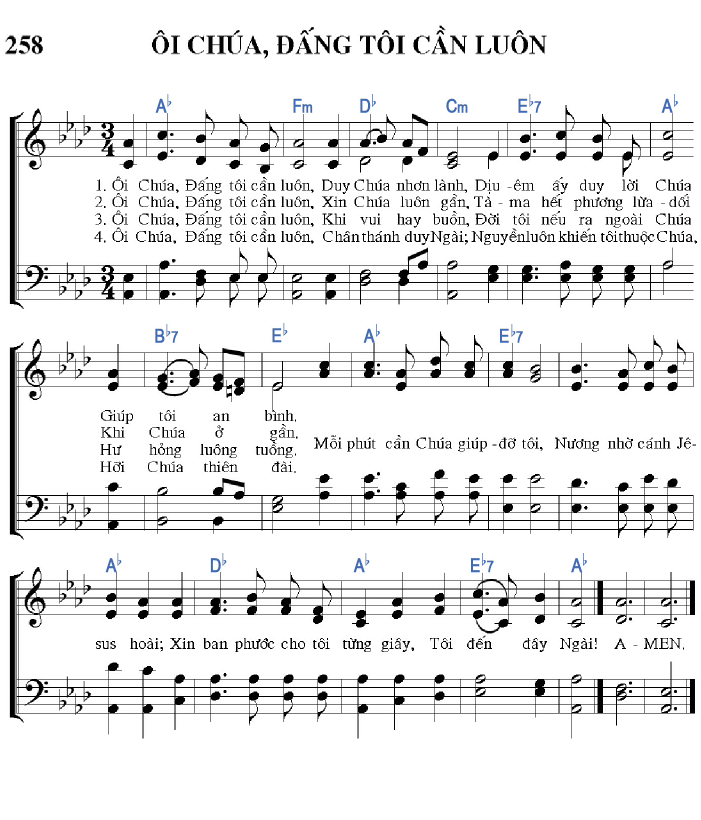 258 ÔI CHÚA, ĐẤNG TÔI CẦN LUÔN
A♭ Fm D♭ Cm E♭7 A♭
3 4
1. Ôi Chúa, Đấng tôi cần luôn, Duy Chúa nhơn lành, Dịu -êm ấy duy lời Chúa
2. Ôi Chúa, Đấng tôi cần luôn, Xin Chúa luôn gần, Tà- ma hết phương lừa -dối
3. Ôi Chúa, Đấng tôi cần luôn, Khi vui hay buồn, Đời tôi nếu ra ngoài Chúa
4. Ôi Chúa, Đấng tôi cần luôn, Chân thánh duy Ngài; Nguyền luôn khiến tôi thuộc Chúa,
3 4
B♭7 E♭ A♭ E♭7
Giúp tôi an bình.
Khi Chúa ở gần.
Hư hỏng luông tuồng.
Hỡi Chúa thiên đài.
Mỗi phút cần Chúa giúp -đỡ tôi, Nương nhờ cánh Jê-
A♭ D♭ A♭ E♭7 A♭
sus hoài; Xin ban phước cho tôi từng giây, Tôi đến đây Ngài! A - MEN.